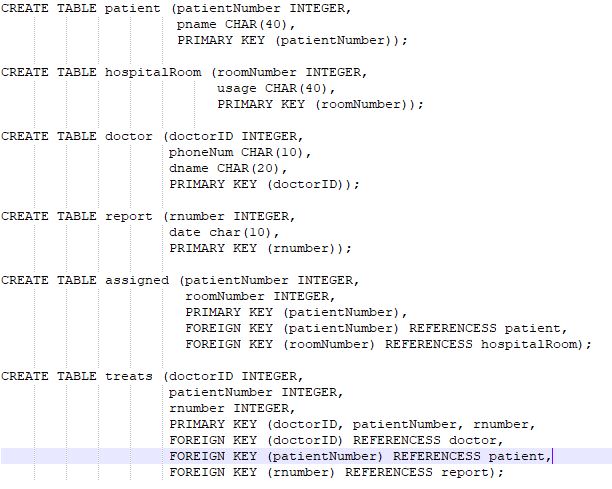 CREATE TABLE patient (patientNumber INTEGER,
pname CHAR(40),
PRIMARY KEY (patientNumber));
CREATE TABLE hospitalRoom (roomNumber INTEGER,
usage CHAR(40),
PRIMARY KEY (roomNumber));
CREATE TABLE doctor (doctorID INTEGER,
phoneNum CHAR(10),
dname CHAR(20),
PRIMARY KEY (doctorID));
CREATE TABLE report (rnumber INTEGER,
date char(10),
PRIMARY KEY (rnumber));
CREATE TABLE assigned (patientNumber INTEGER,
roomNumber INTEGER,
PRIMARY KEY (patientNumber),
FOREIGN KEY (patientNumber) REFERENCESS patient,
FOREIGN KEY (roomNumber) REFERENCESS hospitalRoom);
CREATE TABLE treats (doctorID INTEGER,
patientNumber INTEGER,
rnumber INTEGER,
PRIMARY KEY (doctorID, patientNumber, rnumber,
FOREIGN KEY (doctorID) REFERENCESS doctor,
FOREIGN KEY (patientNumber) REFERENCESS patient,
FOREIGN KEY (rnumber) REFERENCESS report);